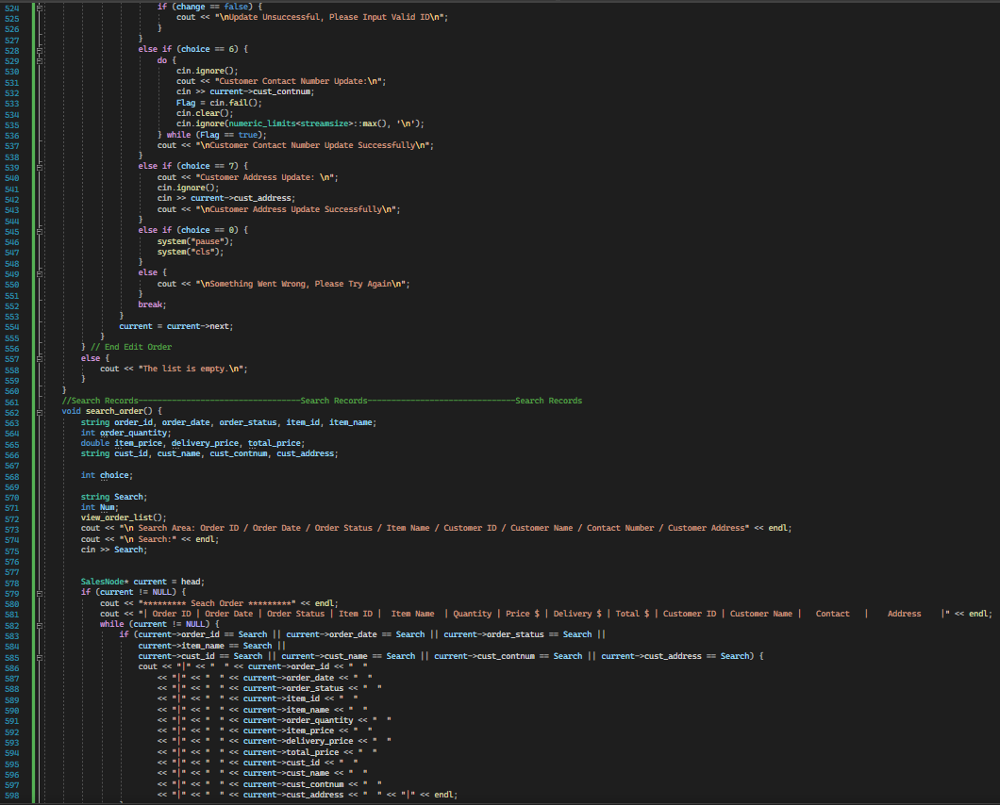 524 if (change == false) {
525 cout << "\nUpdate Unsuccessful, Please Input Valid ID\n";
526 }
527 }
528 else if (choice == 6) {
529 do {
530 cin.ignore();
531 cout << "Customer Contact Number Update:\n";
532 cin >> current->cust_contnum;
533 Flag = cin.fail();
534 cin.clear();
535 cin.ignore(numeric_limits<streamsize>::max(), '\n');
536 } while (Flag == true);
537 cout << "\nCustomer Contact Number Update Successfully\n";
538 }
539 else if (choice == 7) {
540 cout << "Customer Address Update: \n";
541 cin.ignore();
542 cin >> current->cust_address;
543 cout << "\nCustomer Address Update Successfully\n";
544 }
545 else if (choice == 0) {
546 system("pause");
547 system("cls");
548 }
549 else {
550 cout << "\nSomething Went Wrong, Please Try Again\n";
551 }
552 break;
553 }
554 current = current->next;
555 }
556 } // End Edit Order
557 else {
558 cout << "The list is empty.\n";
559 }
560 }
561 //Search Records----------------------------------Search Records-------------------------------Search Records
562 void search_order() {
563 string order_id, order_date, order_status, item_id, item_name;
564 int order_quantity;
565 double item_price, delivery_price, total_price;
566 string cust_id, cust_name, cust_contnum, cust_address;
567
568 int choice;
569
570 string Search;
571 int Num;
572 view_order_list();
573 cout << "\n Search Area: Order ID / Order Date / Order Status / Item Name / Customer ID / Customer Name / Contact Number / Customer Address" << endl;
574 cout << "\n Search:" << endl;
575 cin >> Search;
576
577
578 SalesNode* current = head;
579 if (current != NULL) {
580 cout << "********* Seach Order *********" << endl;
581 cout << "| Order ID | Order Date | Order Status | Item ID |  Item Name  | Quantity | Price $ | Delivery $ | Total $ | Customer ID | Customer Name |   Contact   |    Address    |" << endl;
582 while (current != NULL) {
583 if (current->order_id == Search || current->order_date == Search || current->order_status == Search ||
584 current->item_name == Search ||
585 current->cust_id == Search || current->cust_name == Search || current->cust_contnum == Search || current->cust_address == Search) {
586 cout << "|" << "  " << current->order_id << "  "
587 << "|" << "  " << current->order_date << "  "
588 << "|" << "  " << current->order_status << "  "
589 << "|" << "  " << current->item_id << "  "
590 << "|" << "  " << current->item_name << "  "
591 << "|" << "  " << current->order_quantity << "  "
592 << "|" << "  " << current->item_price << "  "
593 << "|" << "  " << current->delivery_price << "  "
594 << "|" << "  " << current->total_price << "  "
595 << "|" << "  " << current->cust_id << "  "
596 << "|" << "  " << current->cust_name << "  "
597 << "|" << "  " << current->cust_contnum << "  "
598 << "|" << "  " << current->cust_address << "  " << "|" << endl;